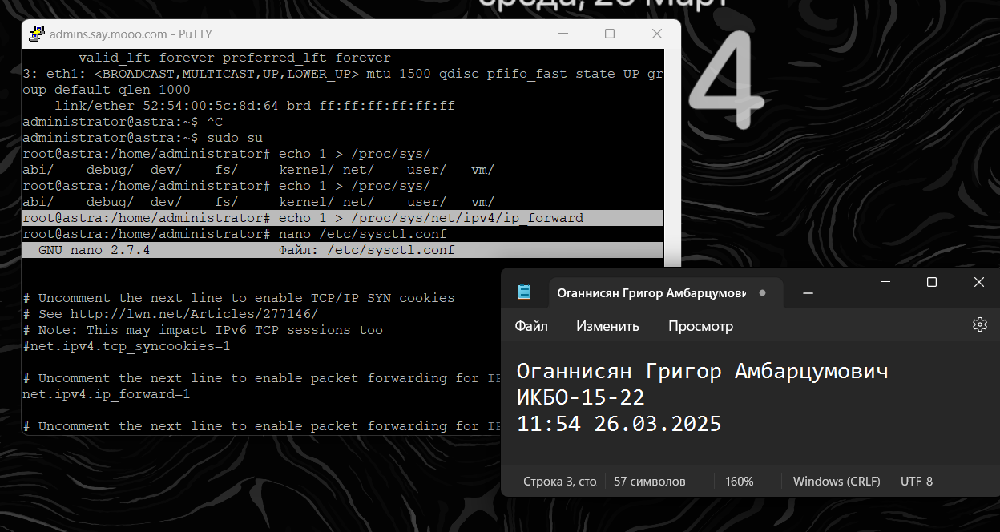 среда, 26 Март
4
admins.say.mooo.com - PuTTY
valid_lft forever preferred_lft forever
3: eth1: <BROADCAST,MULTICAST,UP,LOWER_UP> mtu 1500 qdisc pfifo_fast state UP gr
oup default qlen 1000
link/ether 52:54:00:5c:8d:64 brd ff:ff:ff:ff:ff:ff
administrator@astra:~$ ^C
administrator@astra:~$ sudo su
root@astra:/home/administrator# echo 1 > /proc/sys/
abi/ debug/ dev/ fs/ kernel/ net/ user/ vm/
root@astra:/home/administrator# echo 1 > /proc/sys/
abi/ debug/ dev/ fs/ kernel/ net/ user/ vm/
root@astra:/home/administrator# echo 1 > /proc/sys/net/ipv4/ip_forward
root@astra:/home/administrator# nano /etc/sysctl.conf
GNU nano 2.7.4 Файл: /etc/sysctl.conf
# Uncomment the next line to enable TCP/IP SYN cookies
# See http://lwn.net/Articles/277146/
# Note: This may impact IPv6 TCP sessions too
#net.ipv4.tcp_syncookies=1
# Uncomment the next line to enable packet forwarding for
net.ipv4.ip_forward=1
# Uncomment the next line to enable packet forwarding for
Оганнисян Григор Амбарцумови
Файл Изменить Просмотр
Оганнисян Григор Амбарцумович
ИКБО-15-22
11:54 26.03.2025
Строка 3, сто 57 символов 160% Windows (CRLF) UTF-8